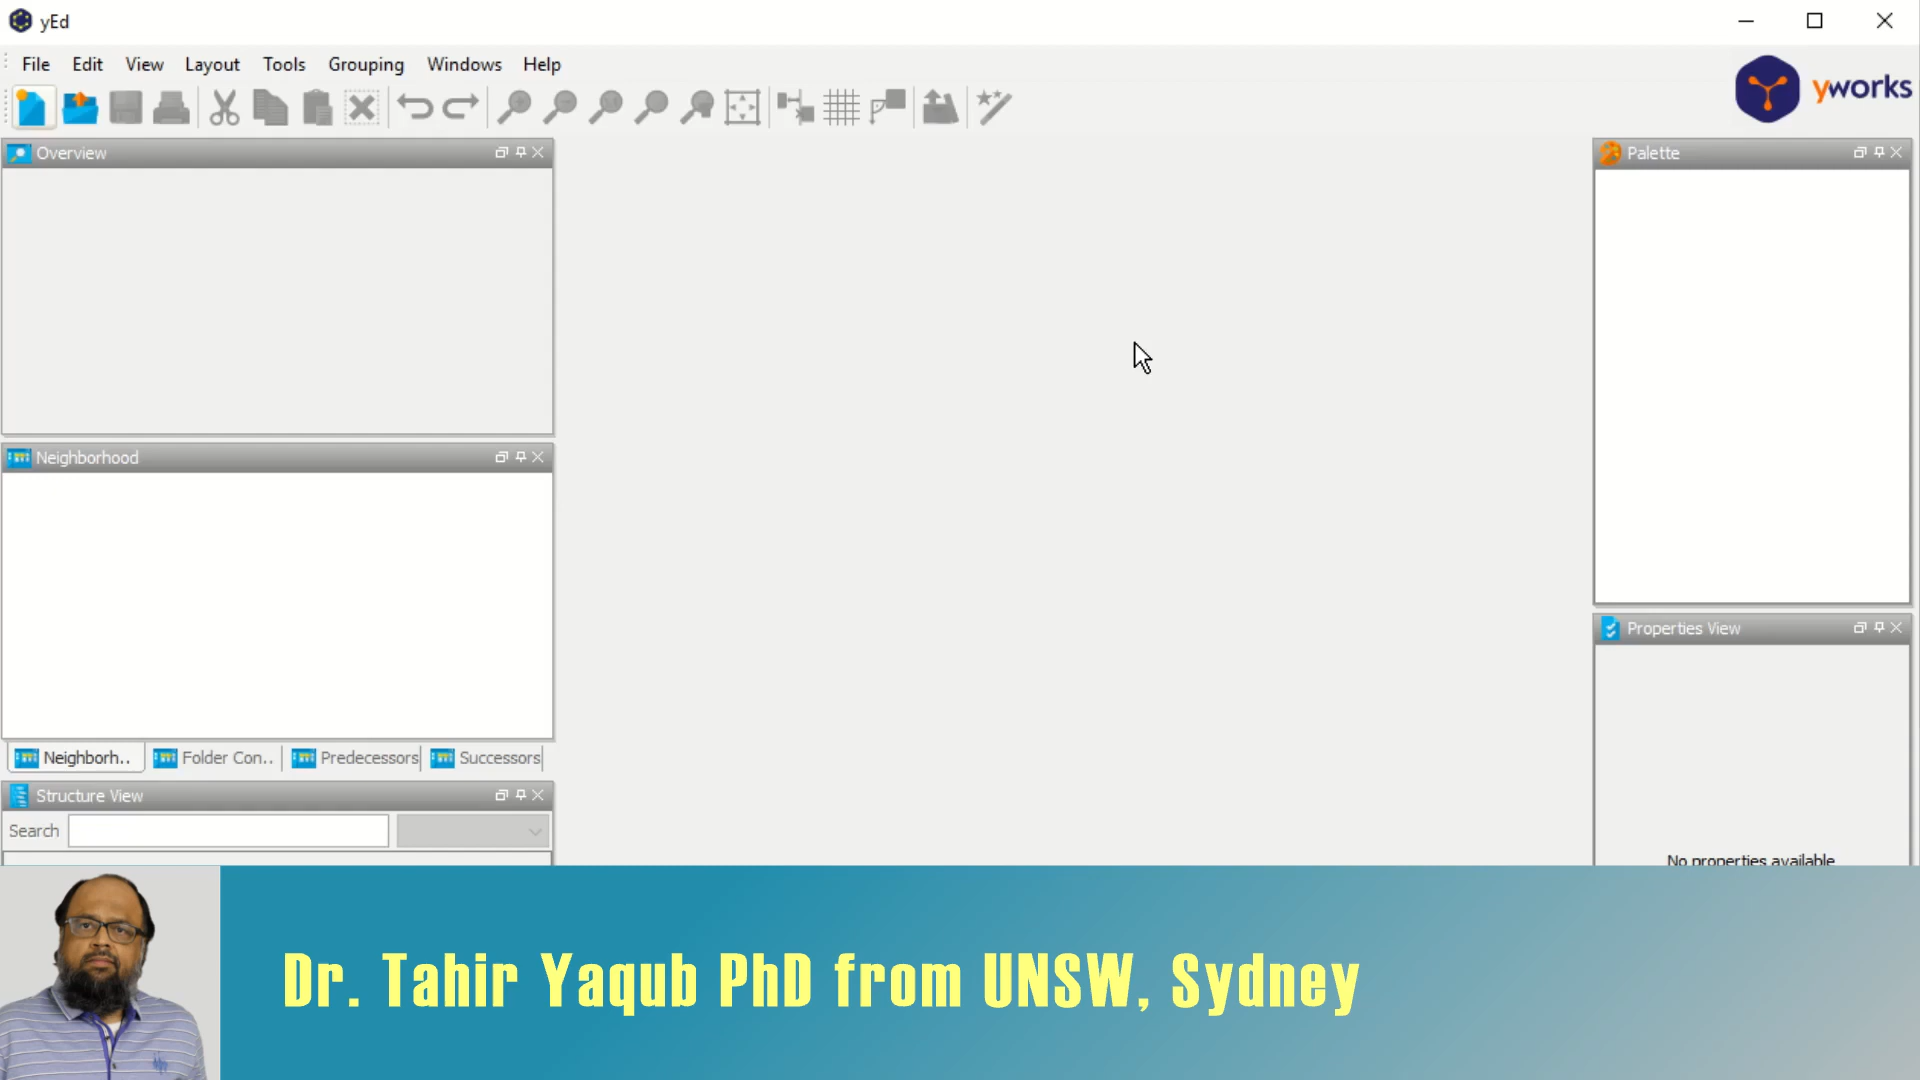 yEd
File Edit View Layout Tools Grouping Windows Help
yworks
Overview
Palette
Neighborhood
Properties View
Neighborh..
Folder Con..
Predecessors
Successors
Structure View
Search
No properties available
Dr. Tahir Yaqub PhD from UNSW, Sydney